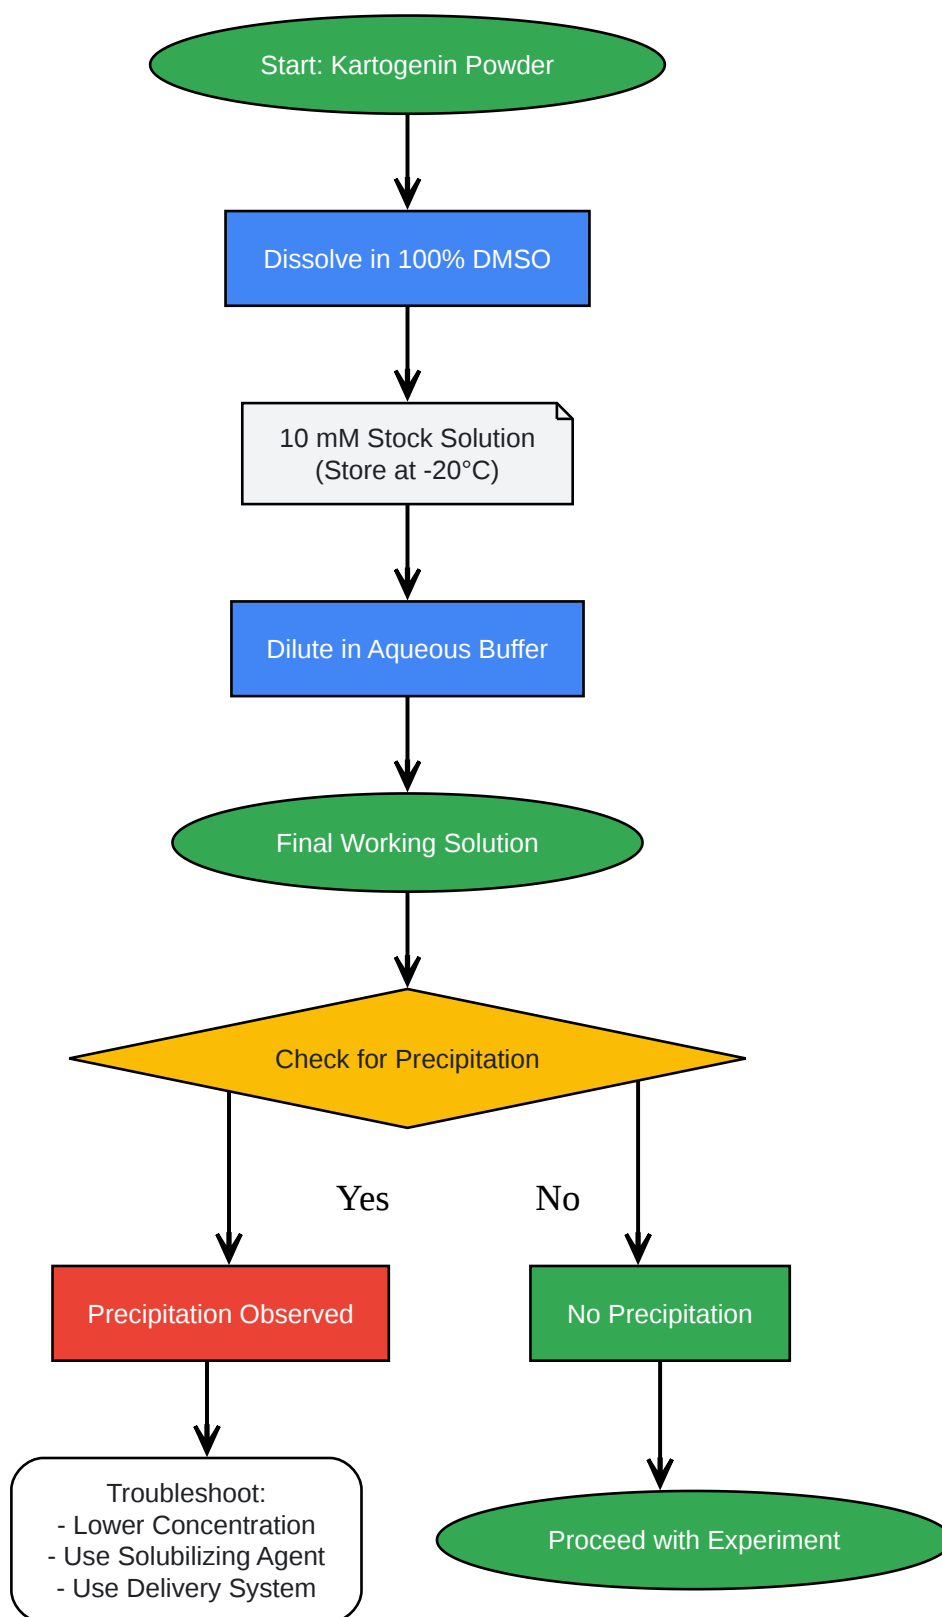 Start: Kartogenin Powder
Dissolve in 100% DMSO
10 mM Stock Solution
(Store at -20°C)
Dilute in Aqueous Buffer
Final Working Solution
Check for Precipitation
Yes
No
Precipitation Observed
No Precipitation
Troubleshoot:
- Lower Concentration
- Use Solubilizing Agent
- Use Delivery System
Proceed with Experiment